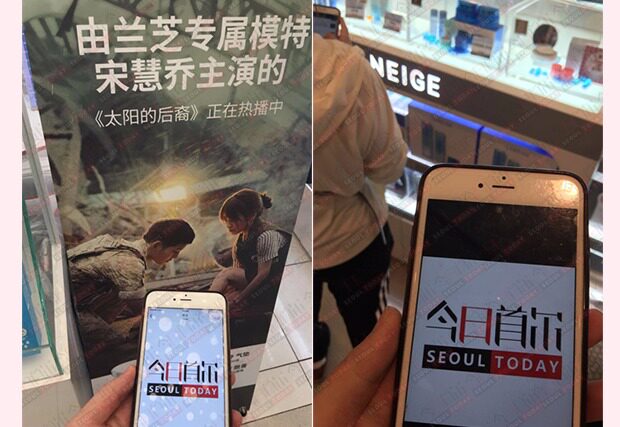 由兰芝专属模特
宋慧乔主演的
《太阳的后裔》正在热播中
今日首尔
SEOUL TODAY
NEIGE
今日首尔
SEOUL TODAY